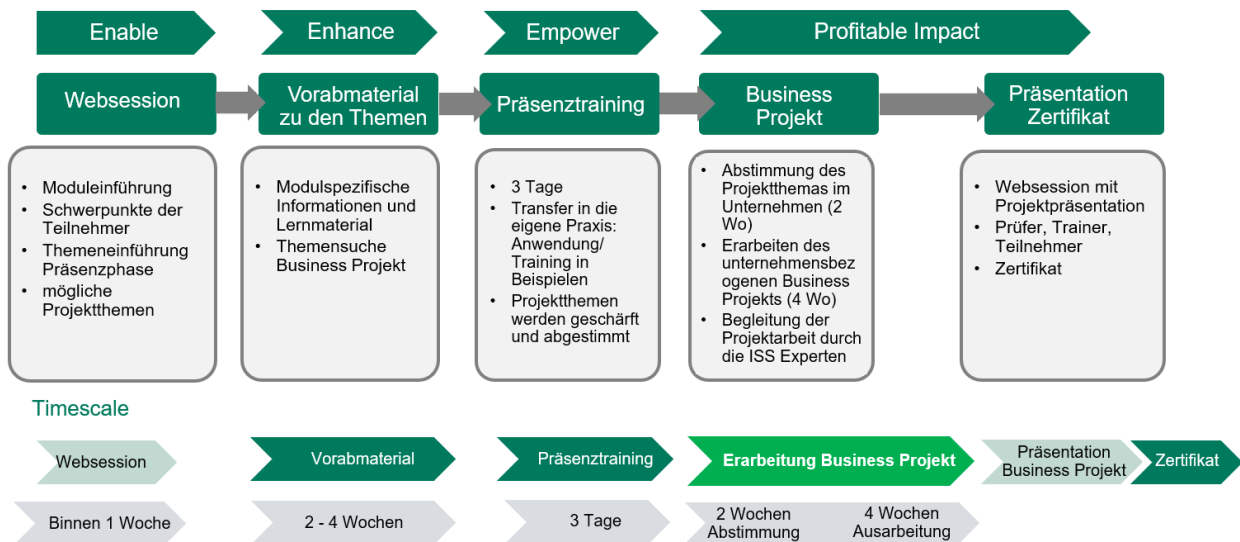 Enable
Enhance
Empower
Profitable Impact
Websession
Vorabmaterial
zu den Themen
Präsenztraining
Business
Projekt
Präsentation
Zertifikat
• Moduleinführung
• Schwerpunkte der
Teilnehmer
• Themeneinführung
Präsenzphase
• mögliche
Projektthemen
• Modulspezifische
Informationen und
Lernmaterial
• Themensuche
Business Projekt
• 3 Tage
• Transfer in die
eigene Praxis:
Anwendung/
Training in
Beispielen
• Projektthemen
werden geschärft
und abgestimmt
• Abstimmung des
Projektthemas im
Unternehmen (2
Wo)
• Erarbeiten des
unternehmensbez
ogenen Business
Projekts (4 Wo)
• Begleitung der
Projektarbeit durch
die ISS Experten
• Websession mit
Projektpräsentation
• Prüfer, Trainer,
Teilnehmer
• Zertifikat
Timescale
Websession
Vorabmaterial
Präsenztraining
Erarbeitung Business Projekt
Präsentation
Business Projekt
Zertifikat
Binnen 1 Woche
2 - 4 Wochen
3 Tage
2 Wochen
Abstimmung
4 Wochen
Ausarbeitung